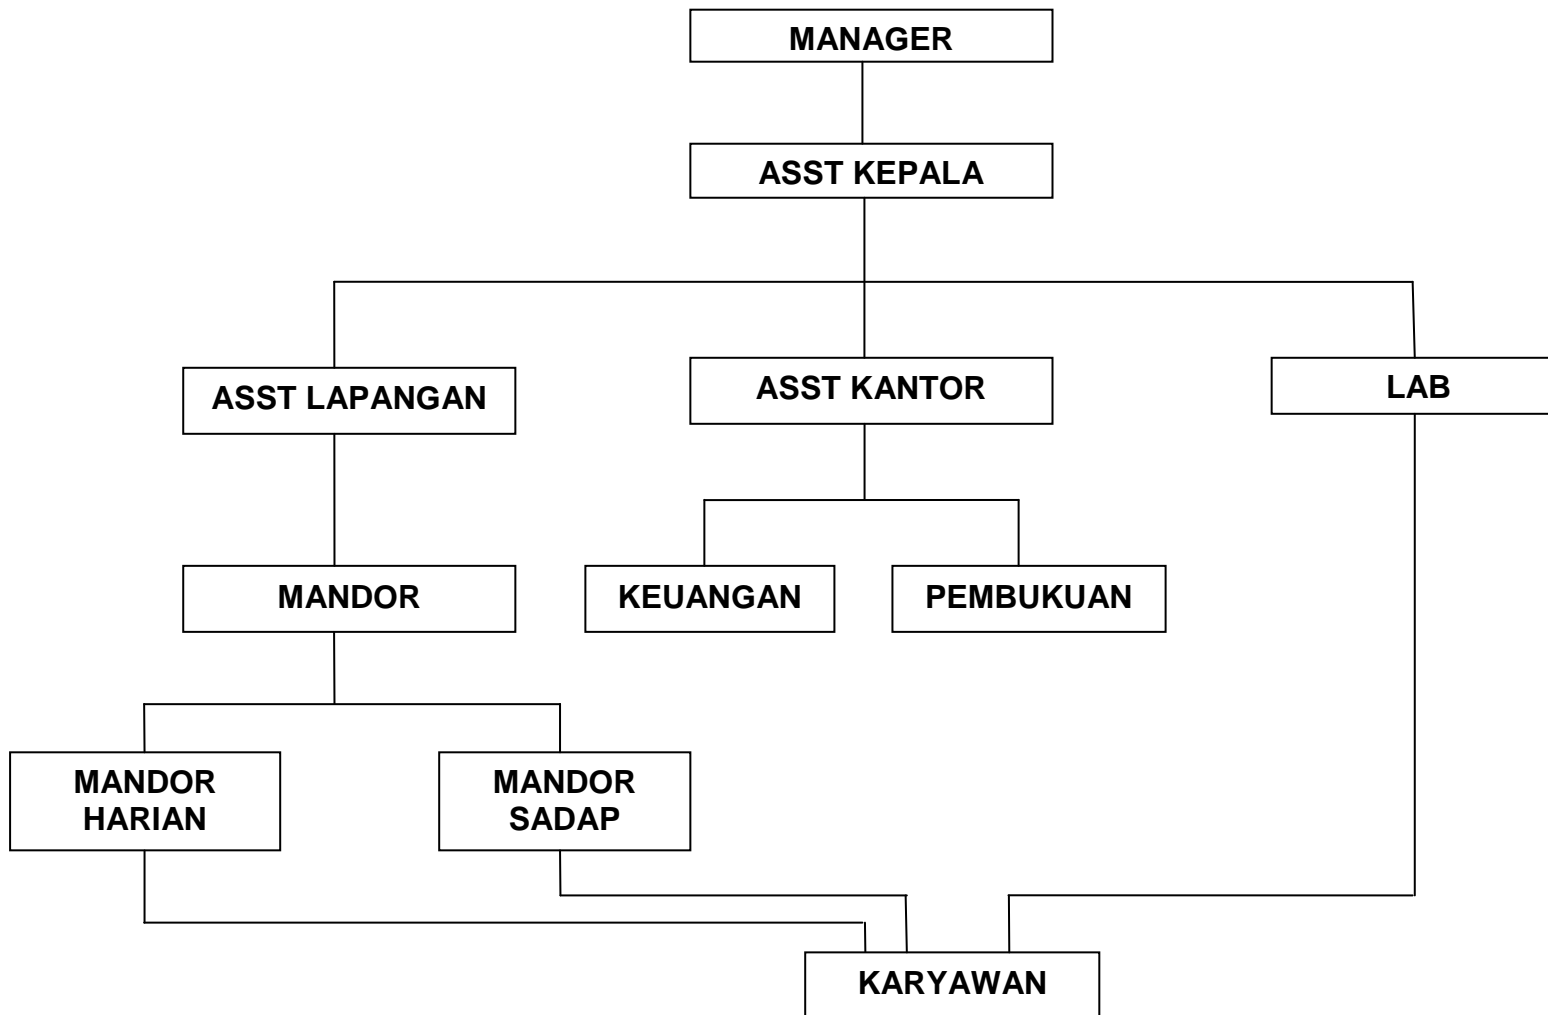 MANAGER
ASST KEPALA
ASST LAPANGAN
ASST KANTOR
LAB
MANDOR
KEUANGAN
PEMBUKUAN
MANDOR
HARIAN
MANDOR
SADAP
KARYAWAN